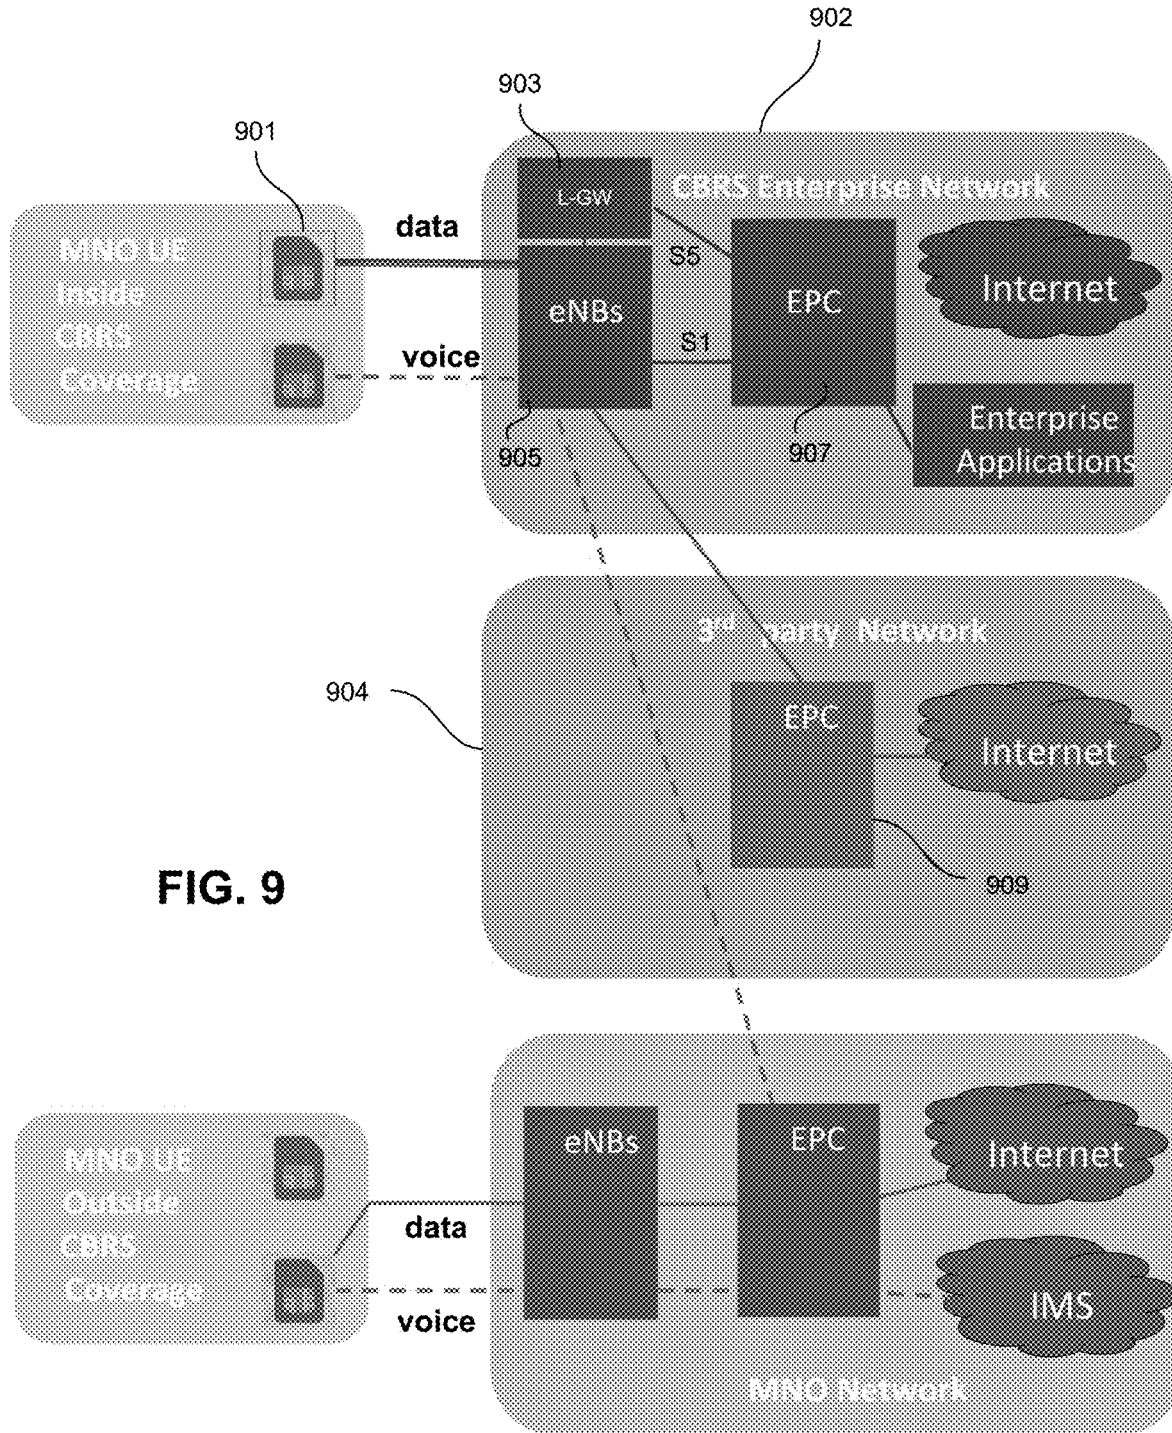 902
903
901
L-GW
CBRS Enterprise Network
data
MNO UE
Inside
CBRS
Coverage
S5
eNBs
EPC
Internet
S1
voice
905
907
Enterprise
Applications
3rd party Network
904
EPC
Internet
FIG. 9
909
MNO UE
Outside
CBRS
Coverage
eNBs
EPC
Internet
data
voice
IMS
MNO Network